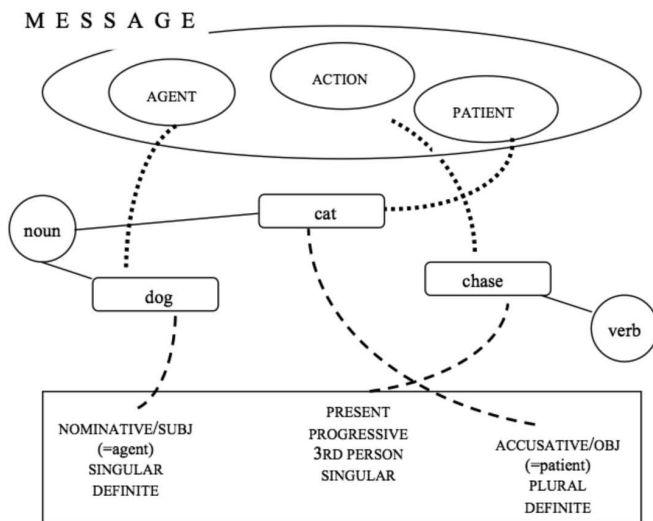 MESSAGE
AGENT
ACTION
PATIENT
noun
cat
dog
chase
verb
NOMINATIVE/SUBJ
(=agent)
SINGULAR
DEFINITE
PRESENT
PROGRESSIVE
3RD PERSON
SINGULAR
ACCUSATIVE/OBJ
(=patient)
PLURAL
DEFINITE